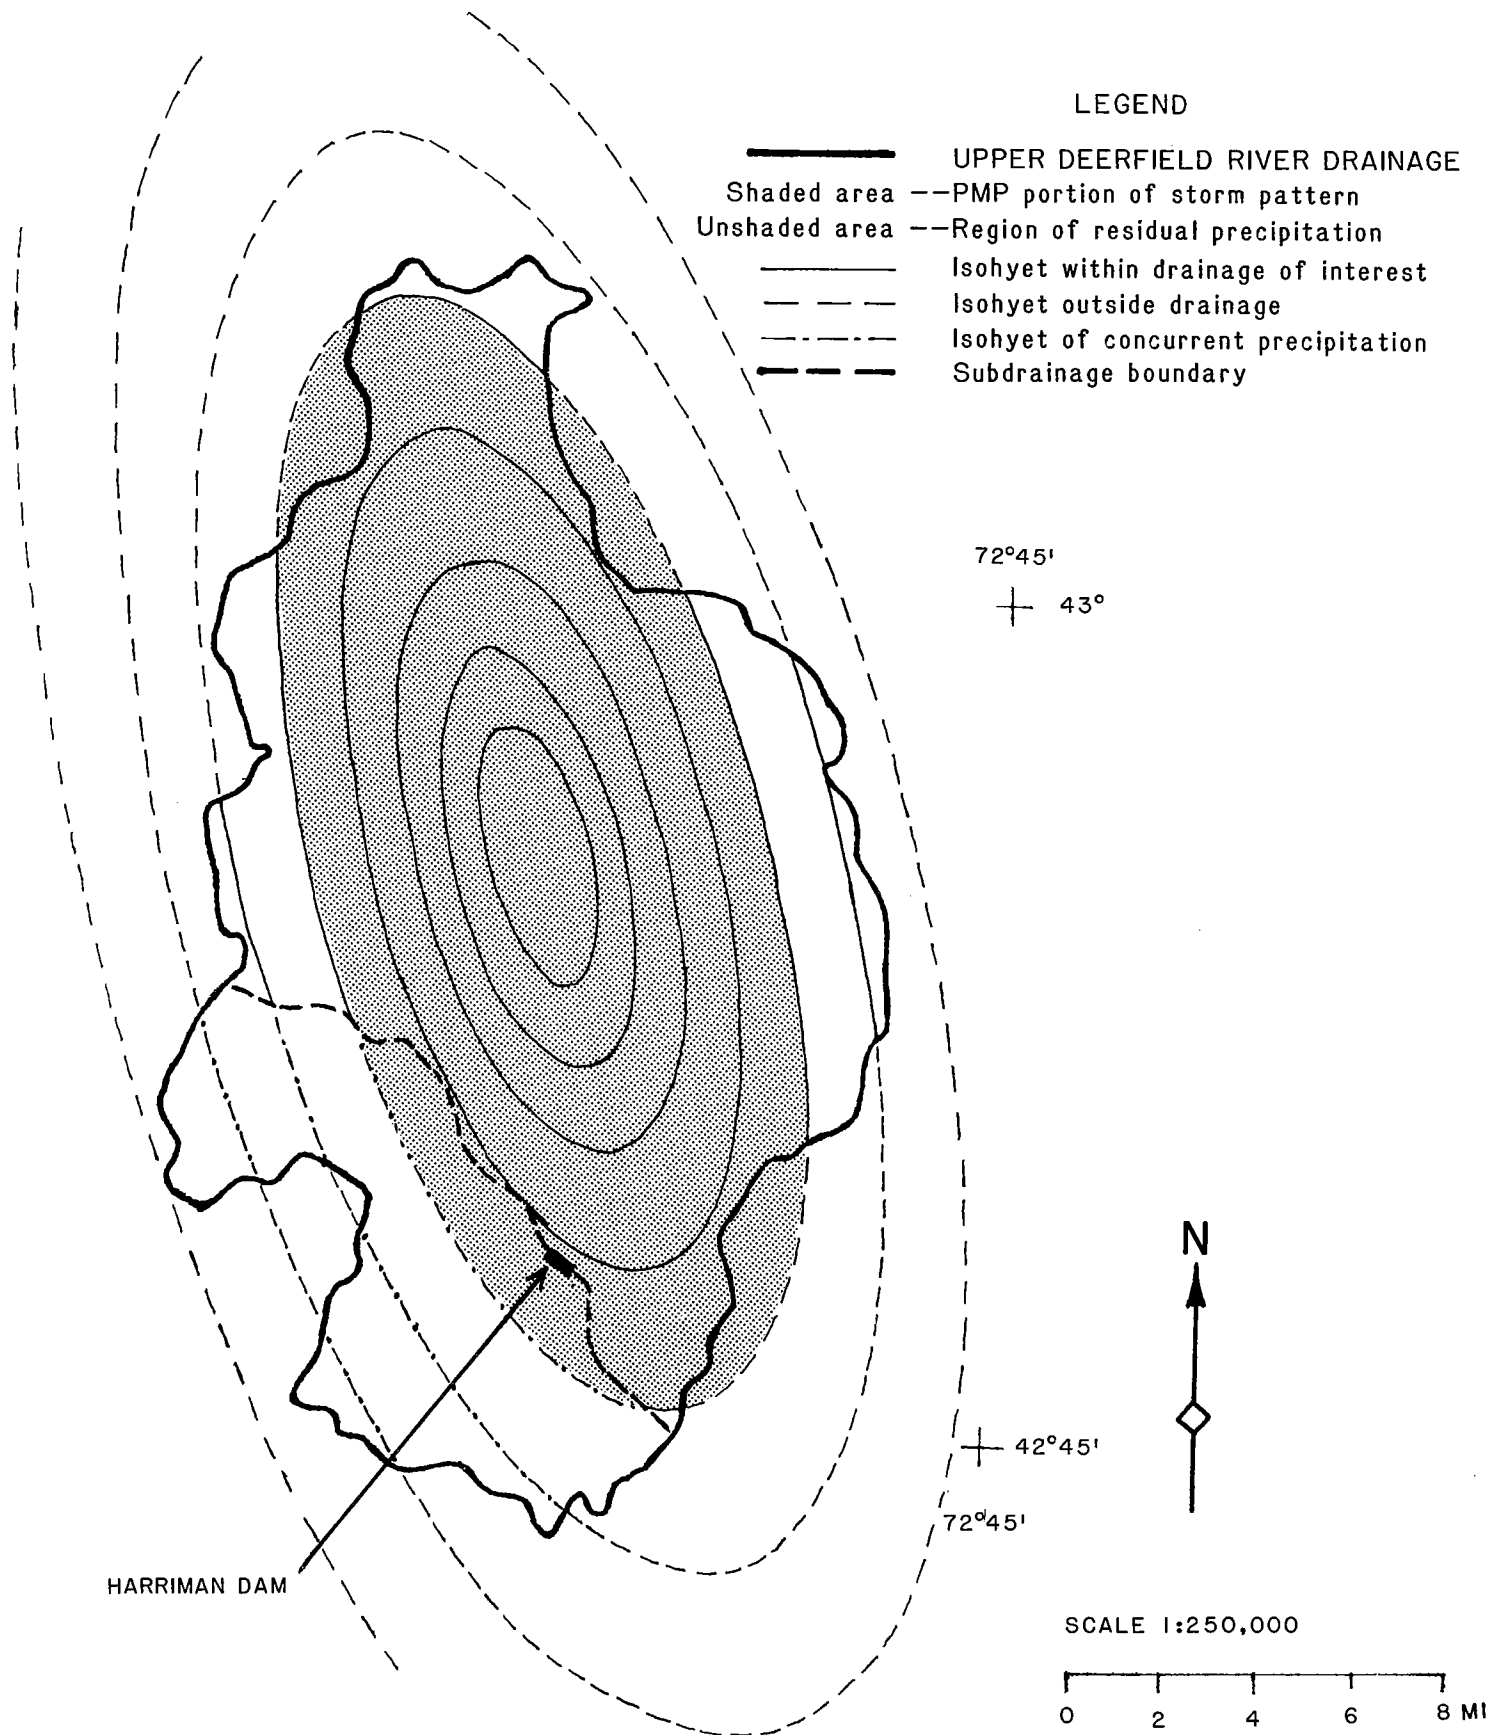 LEGEND
UPPER DEERFIELD RIVER DRAINAGE
Shaded area --PMP portion of storm pattern
Unshaded area --Region of residual precipitation
Isohyet within drainage of interest
Isohyet outside drainage
Isohyet of concurrent precipitation
Subdrainage boundary
72°45'
43°
N
42°45'
72°45'
HARRIMAN DAM
SCALE 1:250,000
0 2 4 6 8 MI